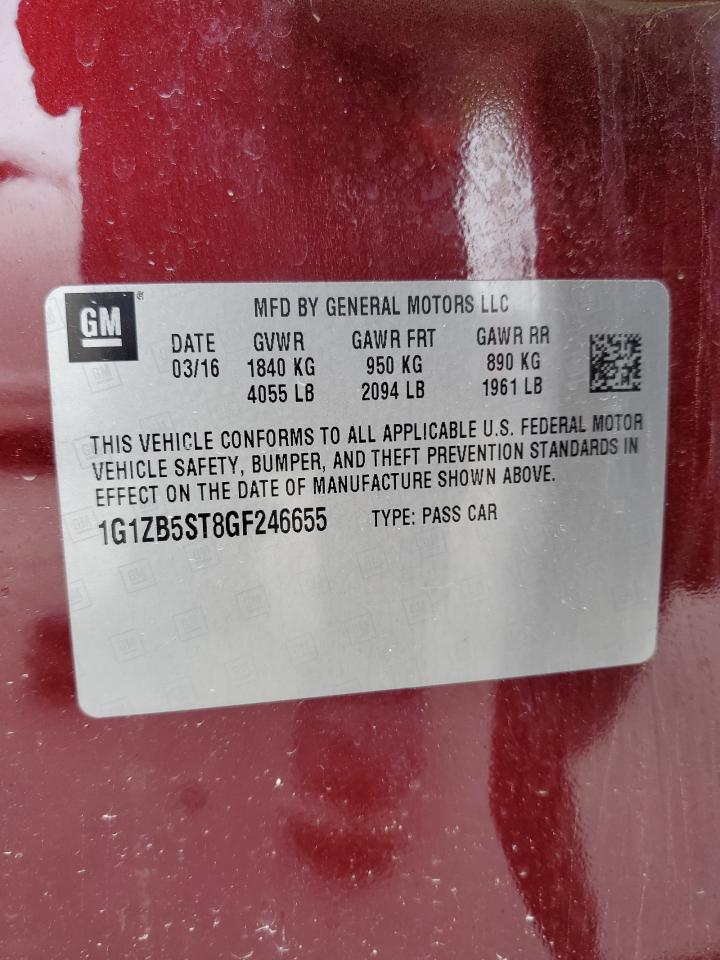 GM ®
MFD BY GENERAL MOTORS LLC
DATE GVWR GAWR FRT GAWR RR
03/16 1840 KG 950 KG 890 KG
4055 LB 2094 LB 1961 LB
THIS VEHICLE CONFORMS TO ALL APPLICABLE U.S. FEDERAL MOTOR
VEHICLE SAFETY, BUMPER, AND THEFT PREVENTION STANDARDS IN
EFFECT ON THE DATE OF MANUFACTURE SHOWN ABOVE.
1G1ZB5ST8GF246655 TYPE: PASS CAR